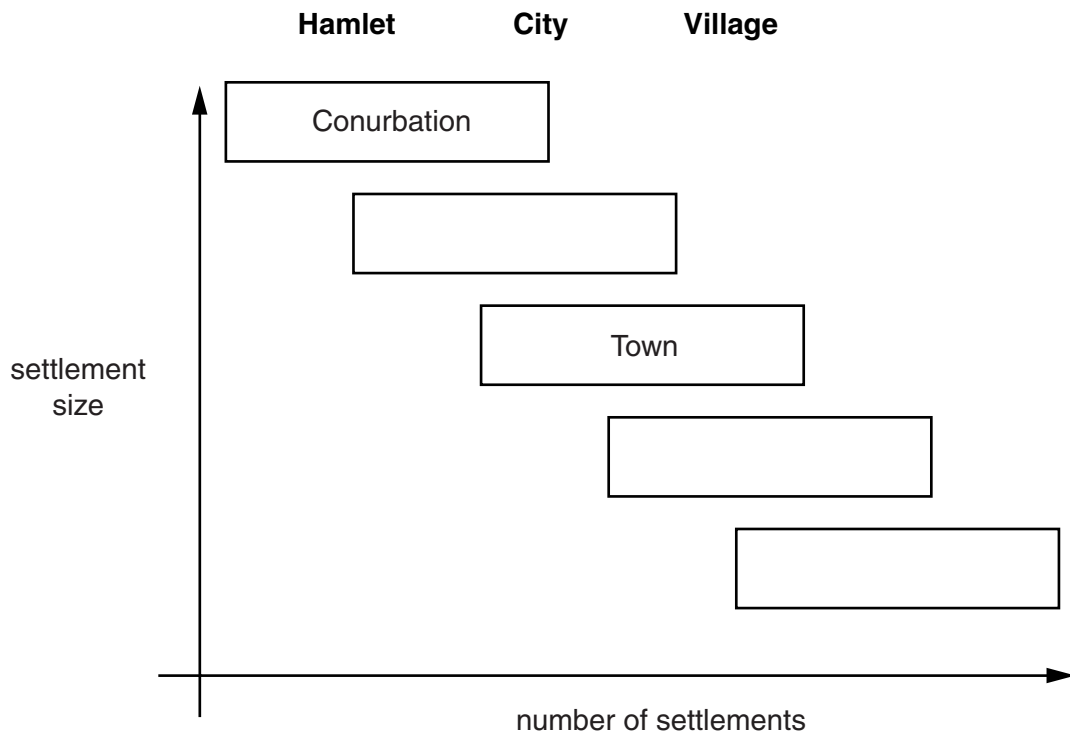 Hamlet City Village
Conurbation
Town
settlement
size
number of settlements